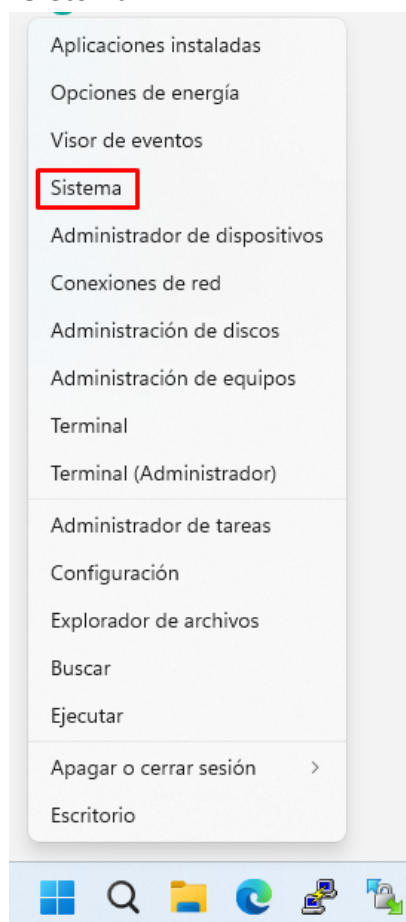 Aplicaciones instaladas
Opciones de energía
Visor de eventos
Sistema
Administrador de dispositivos
Conexiones de red
Administración de discos
Administración de equipos
Terminal
Terminal (Administrador)
Administrador de tareas
Configuración
Explorador de archivos
Buscar
Ejecutar
Apagar o cerrar sesión
Escritorio